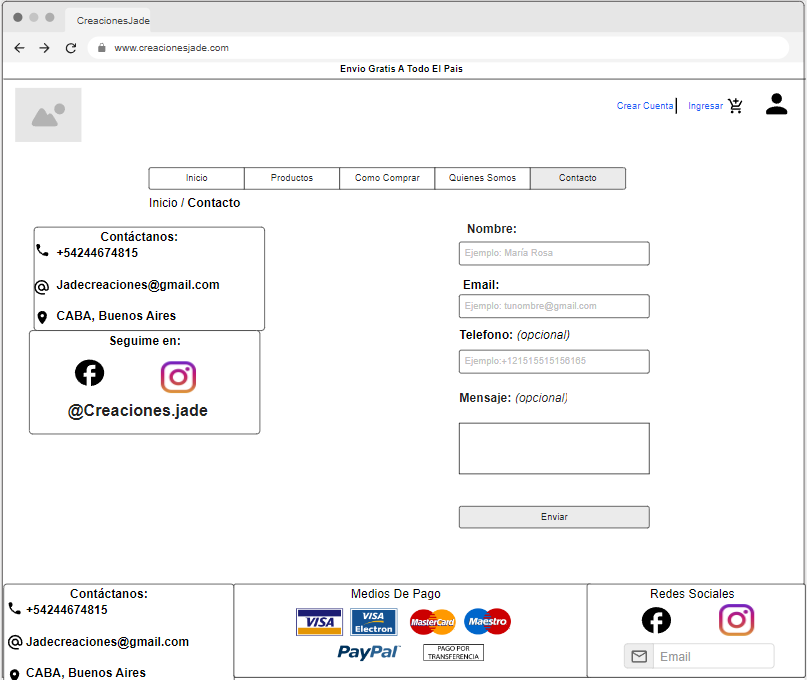 CreacionesJade
www.creacionesjade.com
Envio Gratis A Todo El Pais
Crear Cuenta
Ingresar
Inicio
Productos
Como Comprar
Quienes Somos
Contacto
Inicio / Contacto
Contáctanos:
+54244674815
Jadecreaciones@gmail.com
CABA, Buenos Aires
Seguime en:
@Creaciones.jade
Nombre:
Ejemplo: María Rosa
Email:
Ejemplo: tunombre@gmail.com
Telefono: (opcional)
Ejemplo:+121515515156165
Mensaje: (opcional)
Enviar
Contáctanos:
+54244674815
Jadecreaciones@gmail.com
CABA, Buenos Aires
Medios De Pago
VISA
VISA
Electron
MasterCard
Maestro
PayPal
PAGO POR
TRANSFERENCIA
Redes Sociales
Email